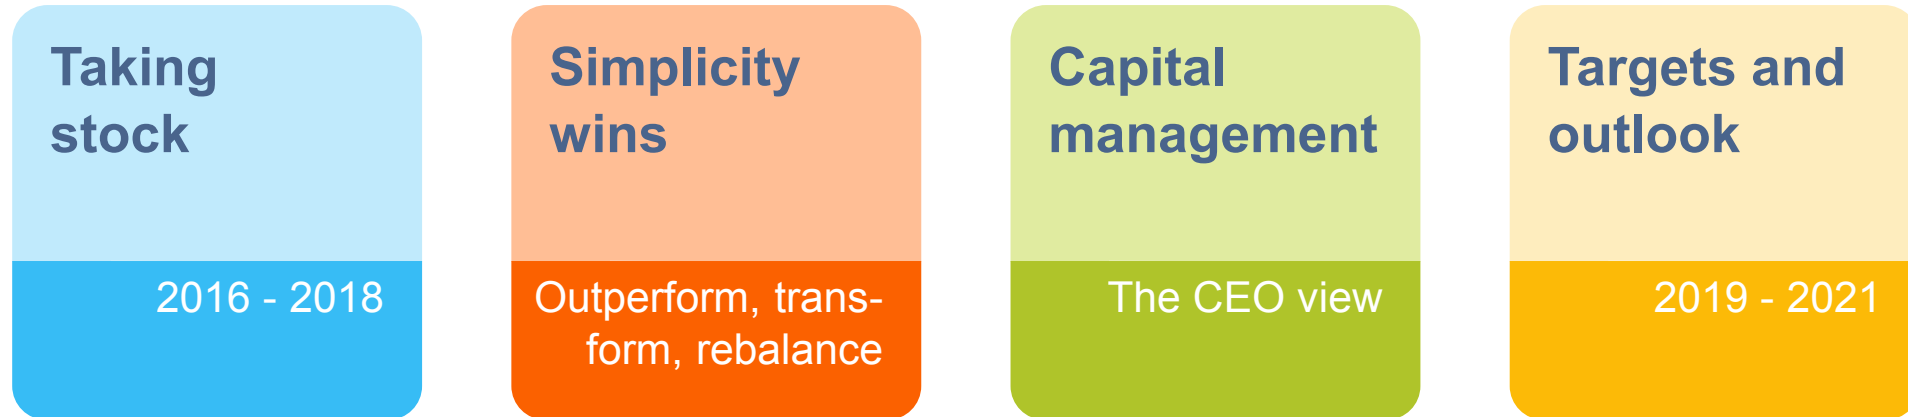 Taking
stock
2016 - 2018
Simplicity
wins
Outperform, trans-
form, rebalance
Capital
management
The CEO view
Targets and
outlook
2019 - 2021